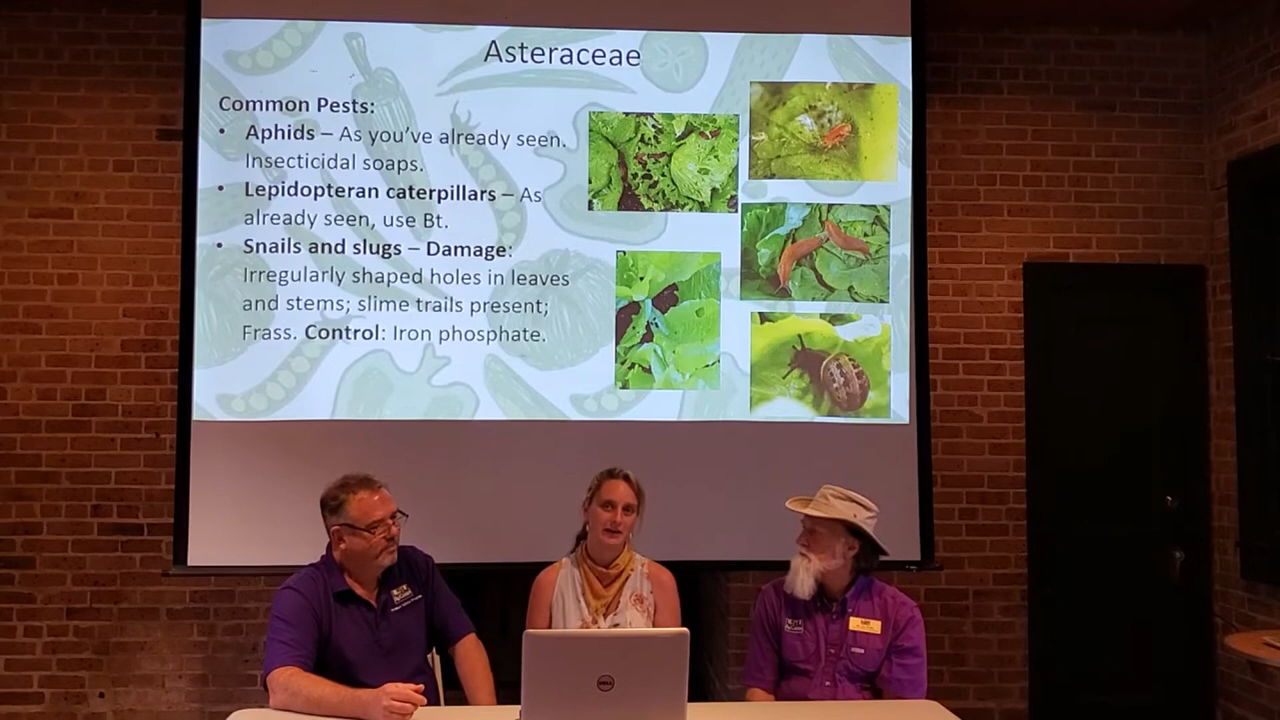 Asteraceae
Common Pests:
• Aphids – As you've already seen.
Insecticidal soaps.
• Lepidopteran caterpillars – As
already seen, use Bt.
• Snails and slugs – Damage:
Irregularly shaped holes in leaves
and stems; slime trails present;
Frass. Control: Iron phosphate.
DELL